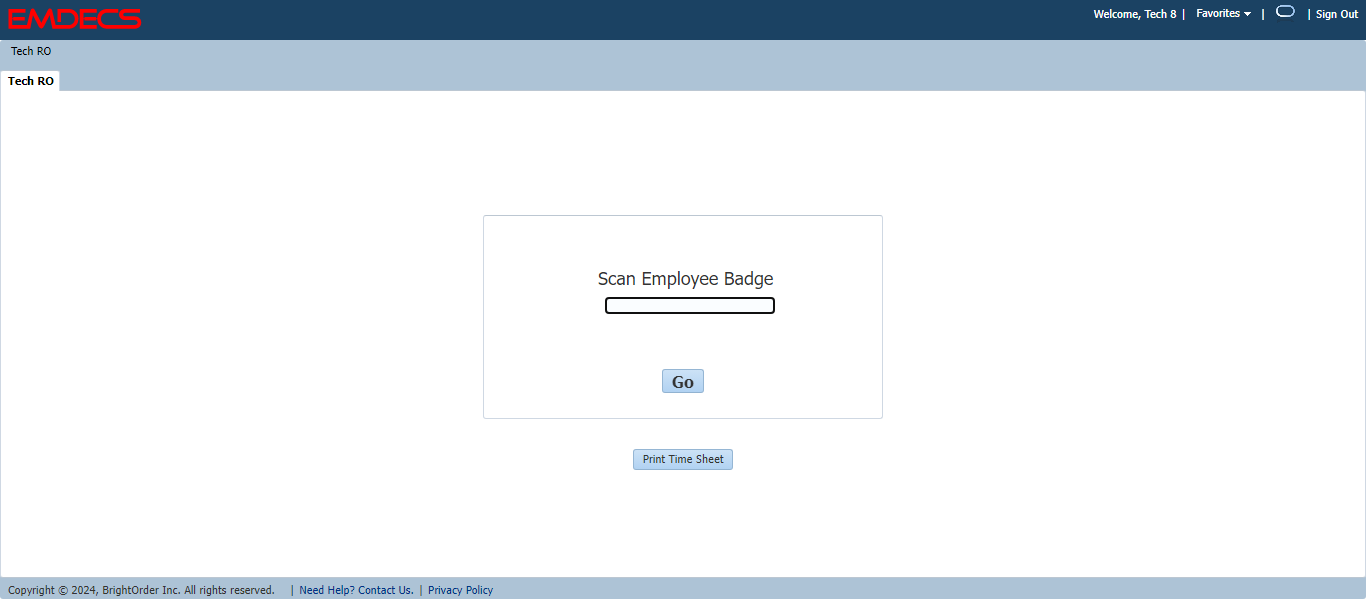 EMDECS
Welcome, Tech 8 | Favorites | | Sign Out
Tech RO
Tech RO
Scan Employee Badge
Go
Print Time Sheet
Copyright © 2024, BrightOrder Inc. All rights reserved. | Need Help? Contact Us. | Privacy Policy